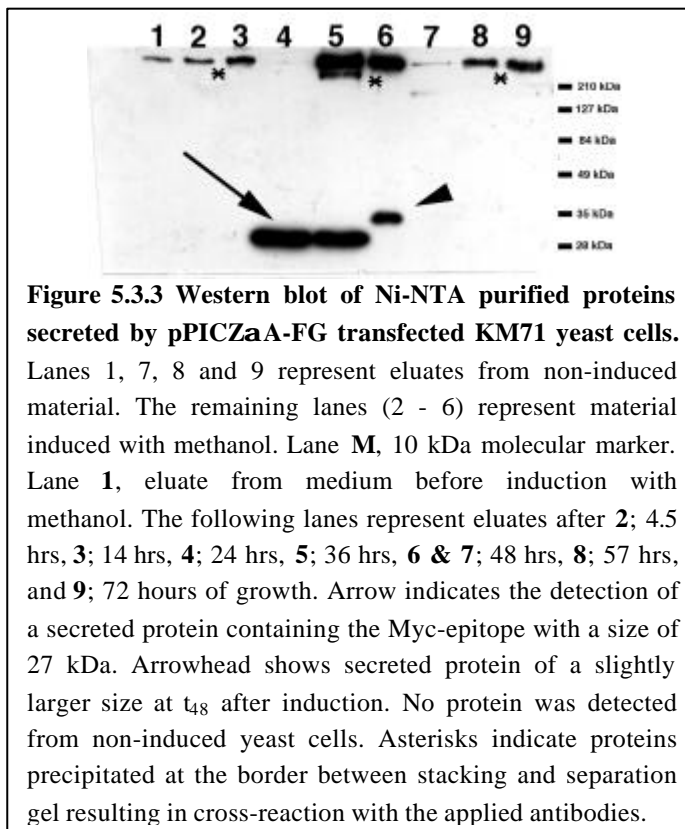 1 2 3 4 5 6 7 8 9
* * *
210 kDa
127 kDa
84 kDa
49 kDa
35 kDa
28 kDa
Figure 5.3.3 Western blot of Ni-NTA purified proteins
secreted by pPICZaA-FG transfected KM71 yeast cells.
Lanes 1, 7, 8 and 9 represent eluates from non-induced
material. The remaining lanes (2 - 6) represent material
induced with methanol. Lane M, 10 kDa molecular marker.
Lane 1, eluate from medium before induction with
methanol. The following lanes represent eluates after 2; 4.5
hrs, 3; 14 hrs, 4; 24 hrs, 5; 36 hrs, 6 & 7; 48 hrs, 8; 57 hrs,
and 9; 72 hours of growth. Arrow indicates the detection of
a secreted protein containing the Myc-epitope with a size of
27 kDa. Arrowhead shows secreted protein of a slightly
larger size at t48 after induction. No protein was detected
from non-induced yeast cells. Asterisks indicate proteins
precipitated at the border between stacking and separation
gel resulting in cross-reaction with the applied antibodies.